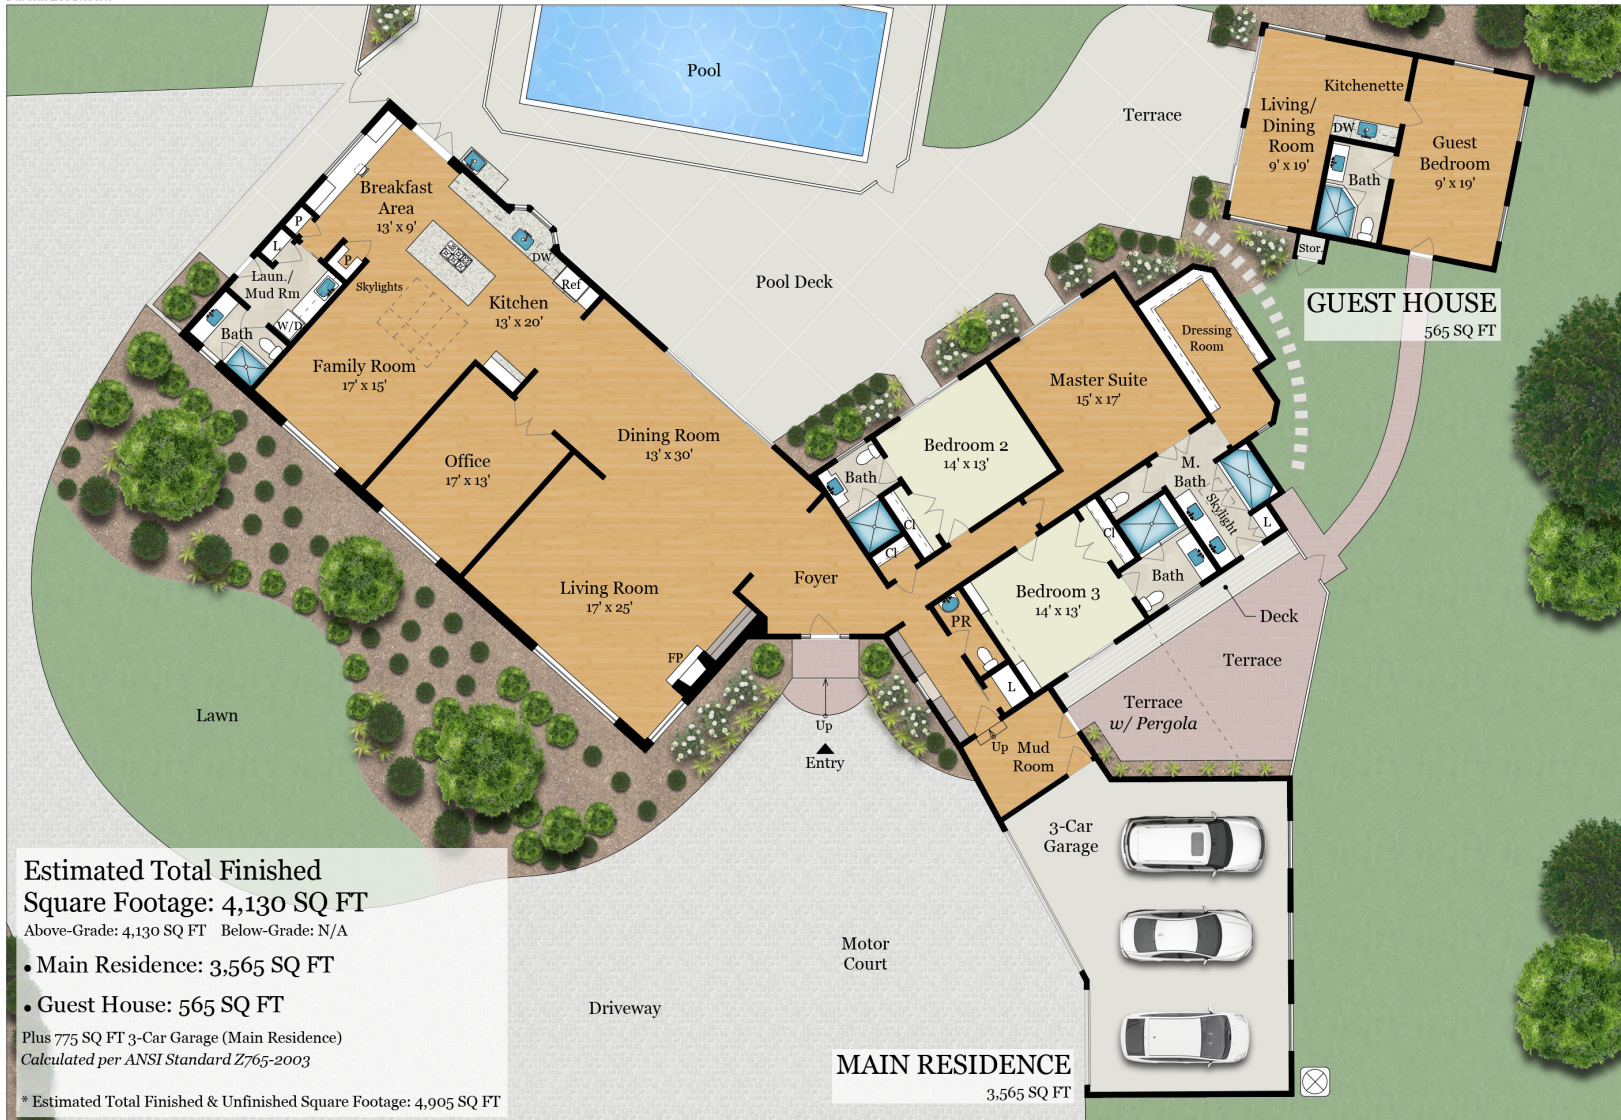 Pool
Terrace
Kitchenette
Living/
Dining
Room
9' x 19'
DW
Guest
Bedroom
9' x 19'
Bath
Stor.
GUEST HOUSE
565 SQ FT
Breakfast
Area
13' x 9'
P
L
P
Laun./
Mud Rm
Skylights
DW
Ref
Kitchen
13' x 20'
W/D
Bath
Family Room
17' x 15'
Pool Deck
Dressing
Room
Master Suite
15' x 17'
Dining Room
13' x 30'
Office
17' x 13'
Bedroom 2
14' x 13'
Bath
Cl
Cl
M.
Bath
Skylight
L
Cl
Bath
Foyer
Living Room
17' x 25'
Bedroom 3
14' x 13'
PR
Deck
FP
L
Terrace
Terrace
w/ Pergola
Lawn
Up
Entry
Up
Mud
Room
3-Car
Garage
Motor
Court
Driveway
MAIN RESIDENCE
3,565 SQ FT
Estimated Total Finished
Square Footage: 4,130 SQ FT
Above-Grade: 4,130 SQ FT Below-Grade: N/A
• Main Residence: 3,565 SQ FT
• Guest House: 565 SQ FT
Plus 775 SQ FT 3-Car Garage (Main Residence)
Calculated per ANSI Standard Z765-2003
* Estimated Total Finished & Unfinished Square Footage: 4,905 SQ FT